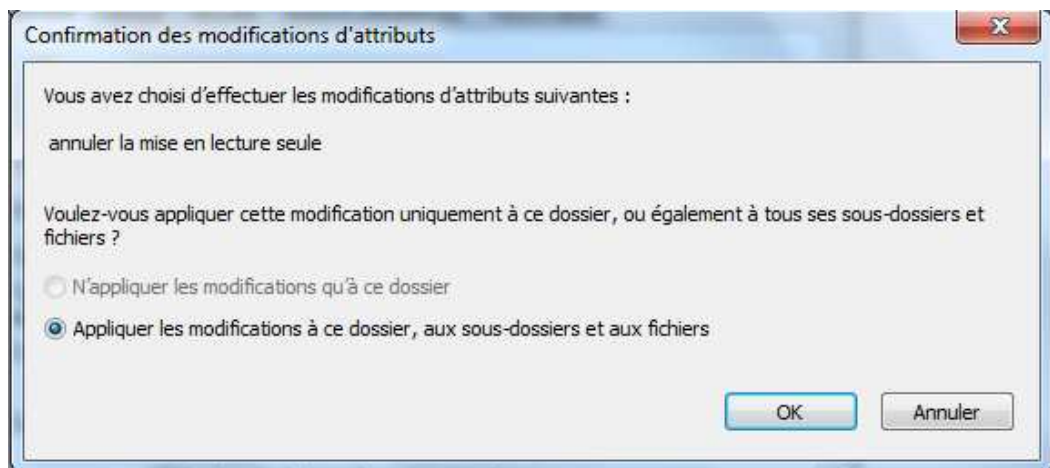 Confirmation des modifications d'attributs
Vous avez choisi d'effectuer les modifications d'attributs suivantes :
annuler la mise en lecture seule
Voulez-vous appliquer cette modification uniquement à ce dossier, ou également à tous ses sous-dossiers et
fichiers ?
N'appliquer les modifications qu'à ce dossier
Appliquer les modifications à ce dossier, aux sous-dossiers et aux fichiers
OK Annuler